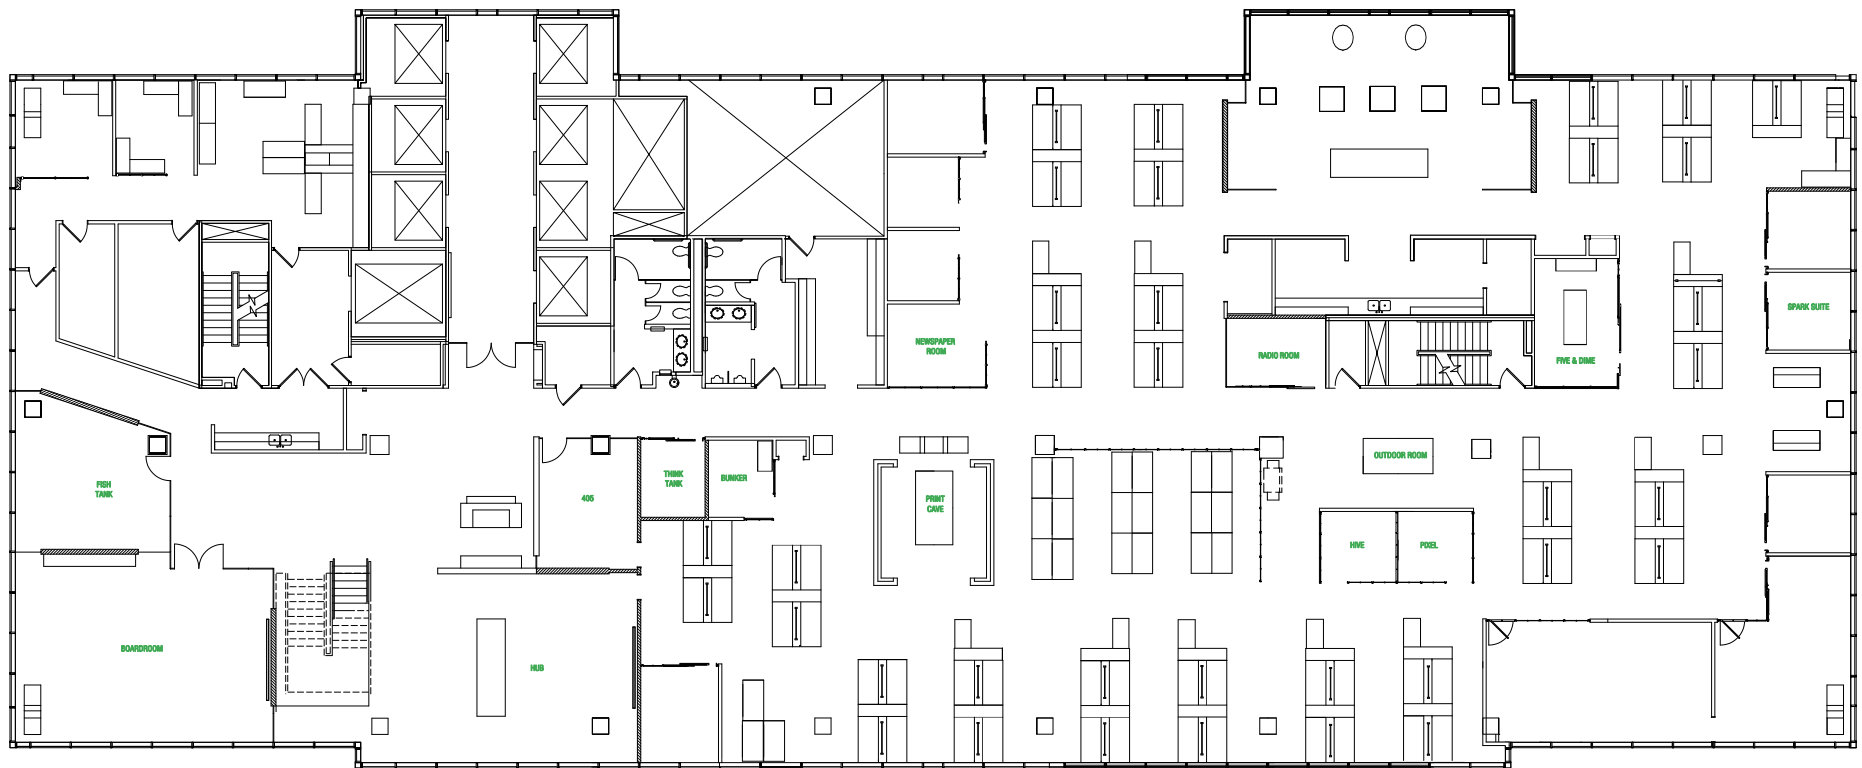 SPARK SUITE
NEWSPAPER
ROOM
RADIO ROOM
FIVE & DIME
FISH
TANK
405
THINK
TANK
BUNKER
PRINT
CAVE
OUTDOOR ROOM
HIVE
PIXEL
BOARDROOM
HUB